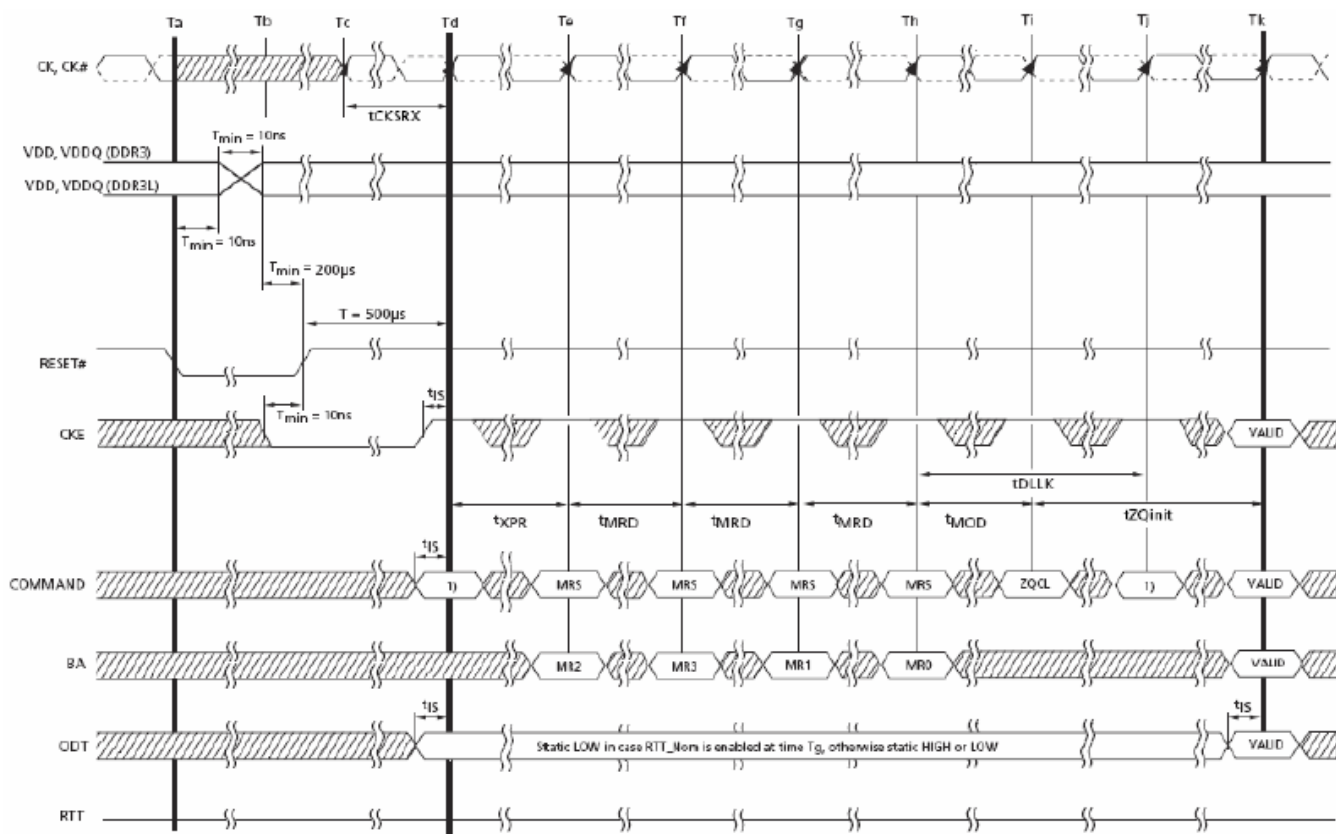 Ta Tb Tc Td Te Tf Tg Th Ti Tj Tk
CK, CK#
tCKSRX
Tmin = 10ns
VDD, VDDQ (DDR3)
VDD, VDDQ (DDR3L)
Tmin = 10ns
Tmin = 200μs
T = 500μs
RESET#
tIS
Tmin = 10ns
CKE
VALID
tDLLK
tXPR tMRD tMRD tMRD tMOD tZQinit
tIS
COMMAND 1) MRS MRS MRS MRS ZQCL 1) VALID
BA MR2 MR3 MR1 MR0 VALID
tIS tIS
ODT Static LOW in case RTT_Nom is enabled at time Tg, otherwise static HIGH or LOW VALID
RTT